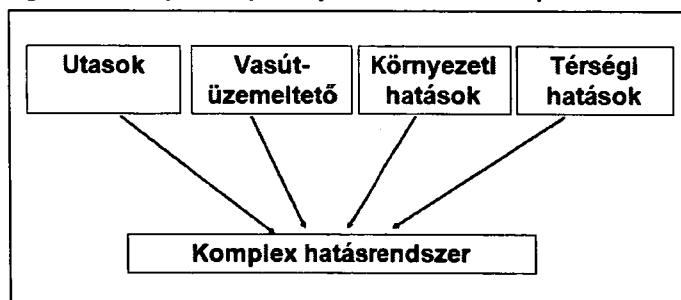 Utasok
Vasút-
üzemeltető
Környezeti
hatások
Térségi
hatások
Komplex hatásrendszer